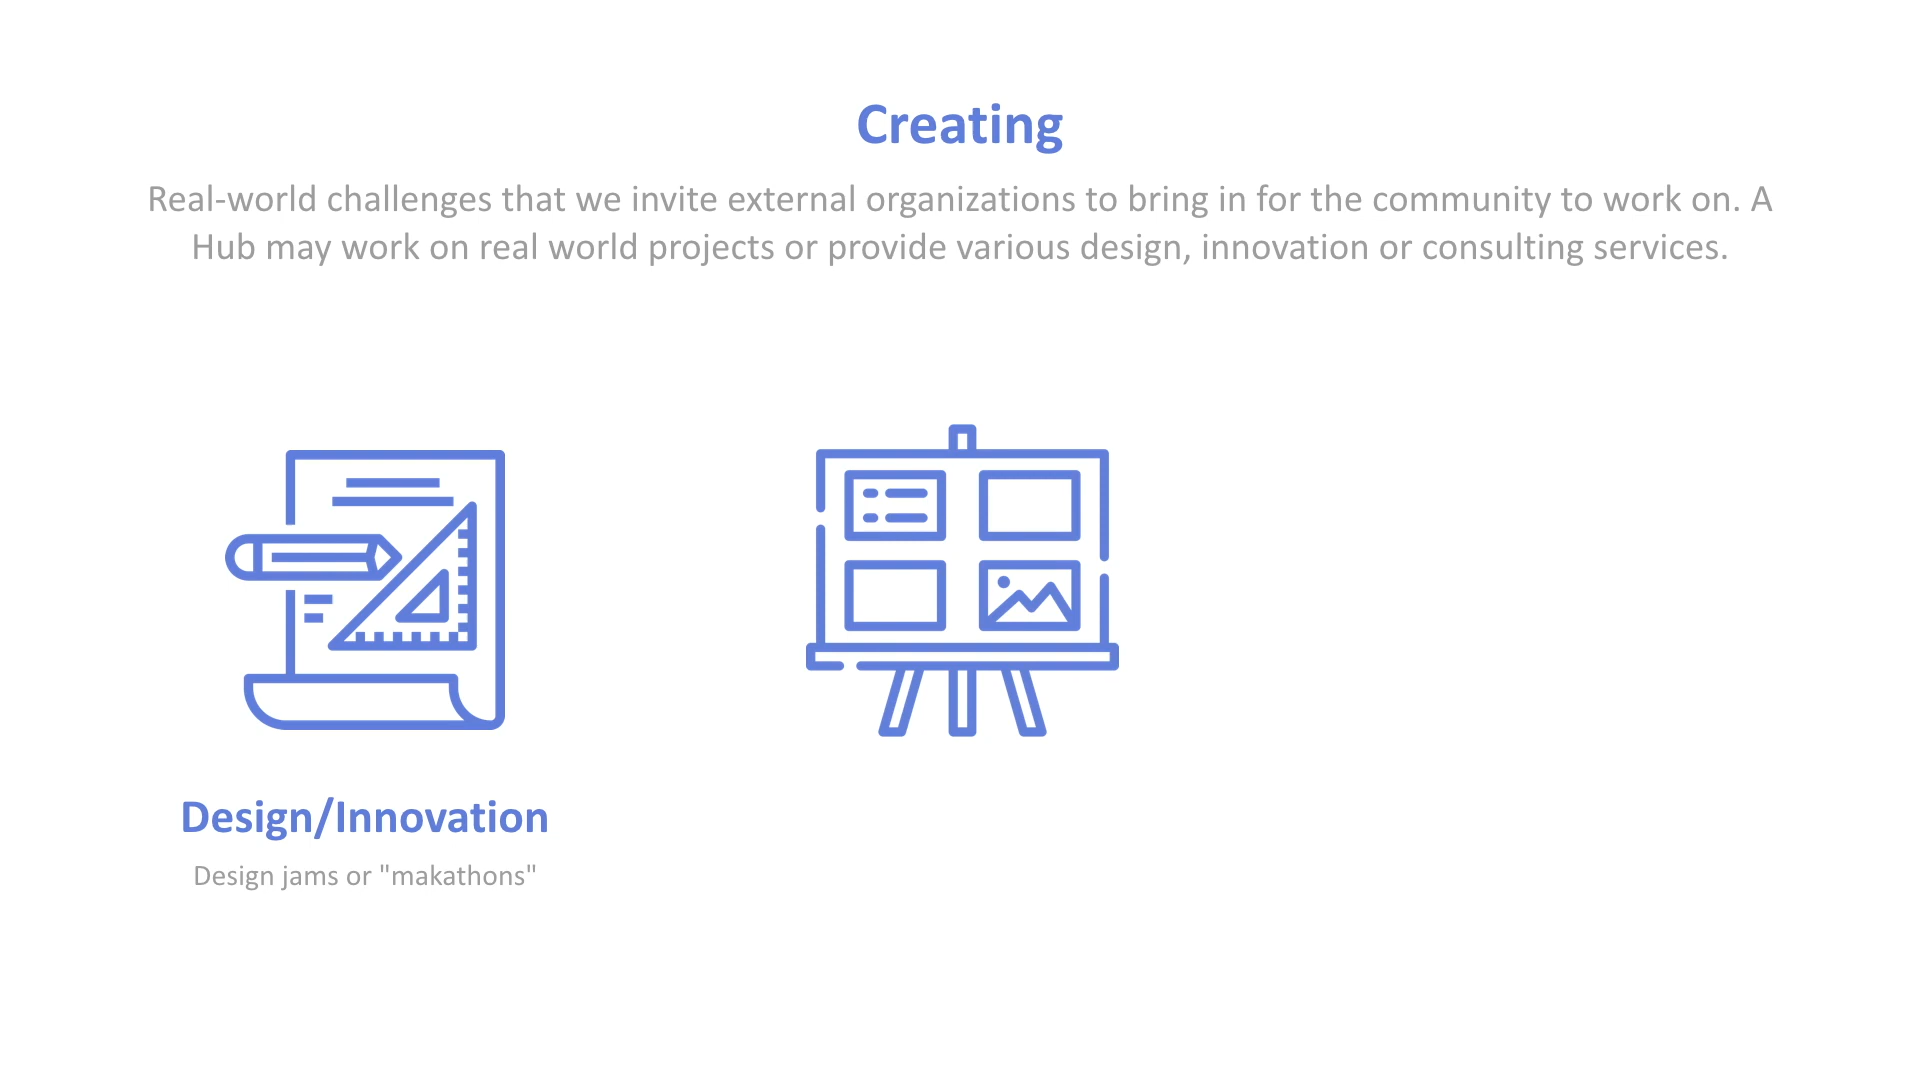 Creating
Real-world challenges that we invite external organizations to bring in for the community to work on. A
Hub may work on real world projects or provide various design, innovation or consulting services.
Design/Innovation
Design jams or "makathons"